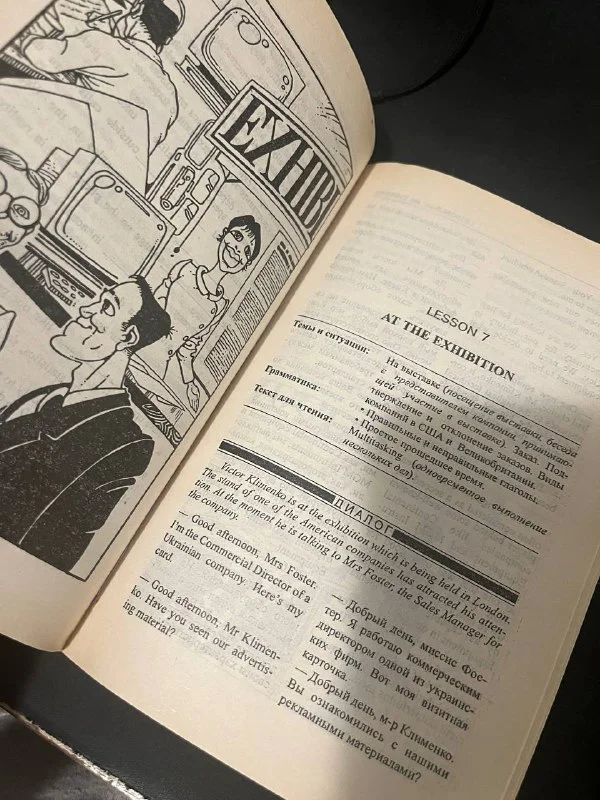 EXHIB
LESSON 7
AT THE EXHIBITION
Темы и ситуации:
На выставке (посещение выставки, беседа
с представителем компании, принимаю-
щей участие в выставке). Заказ. Под-
тверждение и отклонение заказов. Виды
компаний в США и Великобритании.
Грамматика:
• Правильные и неправильные глаголы.
• Простое прошедшее время.
Текст для чтения:
Multitasking (одновременное выполнение
нескольких дел).
ДИАЛОГ
Victor Klimenko is at the exhibition which is being held in London.
The stand of one of the American companies has attracted his atten-
tion. At the moment he is talking to Mrs Foster, the Sales Manager for
the company.
— Good afternoon, Mrs Foster.
I'm the Commercial Director of a
Ukrainian company. Here's my
card.
— Good afternoon, Mr Klimen-
ko. Have you seen our advertis-
ing material?
— Добрый день, миссис Фос-
тер. Я работаю коммерческим
директором одной из украинс-
ких фирм. Вот моя визитная
карточка.
— Добрый день, м-р Клименко.
Вы ознакомились с нашими
рекламными материалами?